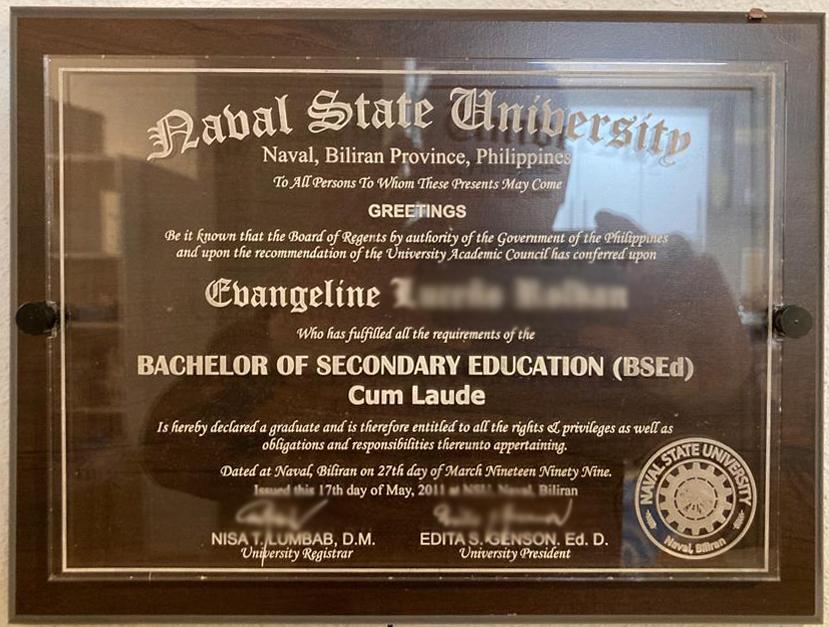 Naval State University
Naval, Biliran Province, Philippines
To All Persons To Whom These Presents May Come
GREETINGS
Be it known that the Board of Regents by authority of the Government of the Philippines
and upon the recommendation of the University Academic Council has conferred upon
Evangeline
Who has fulfilled all the requirements of the
BACHELOR OF SECONDARY EDUCATION (BSEd)
Cum Laude
Is hereby declared a graduate and is therefore entitled to all the rights & privileges as well as
obligations and responsibilities thereunto appertaining.
Dated at Naval, Biliran on 27th day of March Nineteen Ninety Nine.
Issued this 17th day of May, 2011 at NSU, Naval, Biliran
NISA T. LUMBAB, D.M.
University Registrar
EDITA S. GENSON. Ed. D.
University President
NAVAL STATE UNIVERSITY
Naval, Biliran